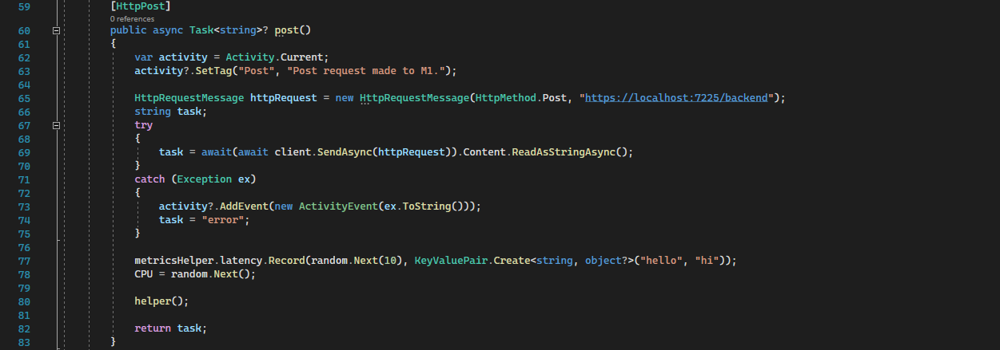 59 [HttpPost]
0 references
60 public async Task<string>? post()
61 {
62 var activity = Activity.Current;
63 activity?.SetTag("Post", "Post request made to M1.");
64
65 HttpRequestMessage httpRequest = new HttpRequestMessage(HttpMethod.Post, "https://localhost:7225/backend");
66 string task;
67 try
68 {
69 task = await(await client.SendAsync(httpRequest)).Content.ReadAsStringAsync();
70 }
71 catch (Exception ex)
72 {
73 activity?.AddEvent(new ActivityEvent(ex.ToString()));
74 task = "error";
75 }
76
77 metricsHelper.latency.Record(random.Next(10), KeyValuePair.Create<string, object?>("hello", "hi"));
78 CPU = random.Next();
79
80 helper();
81
82 return task;
83 }